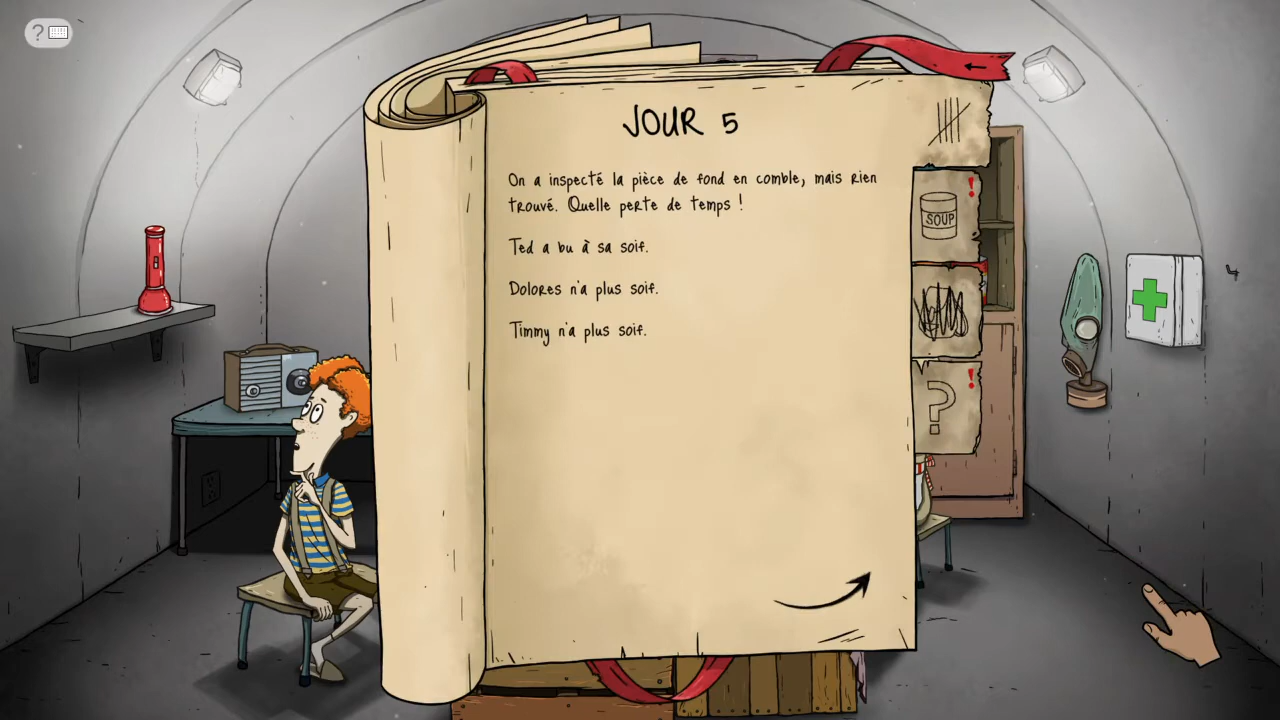 ?
JOUR 5
On a inspecté la pièce de fond en comble, mais rien
trouvé. Quelle perte de temps !
Ted a bu à sa soif.
Dolores n'a plus soif.
Timmy n'a plus soif.
!
SOUP
!
?